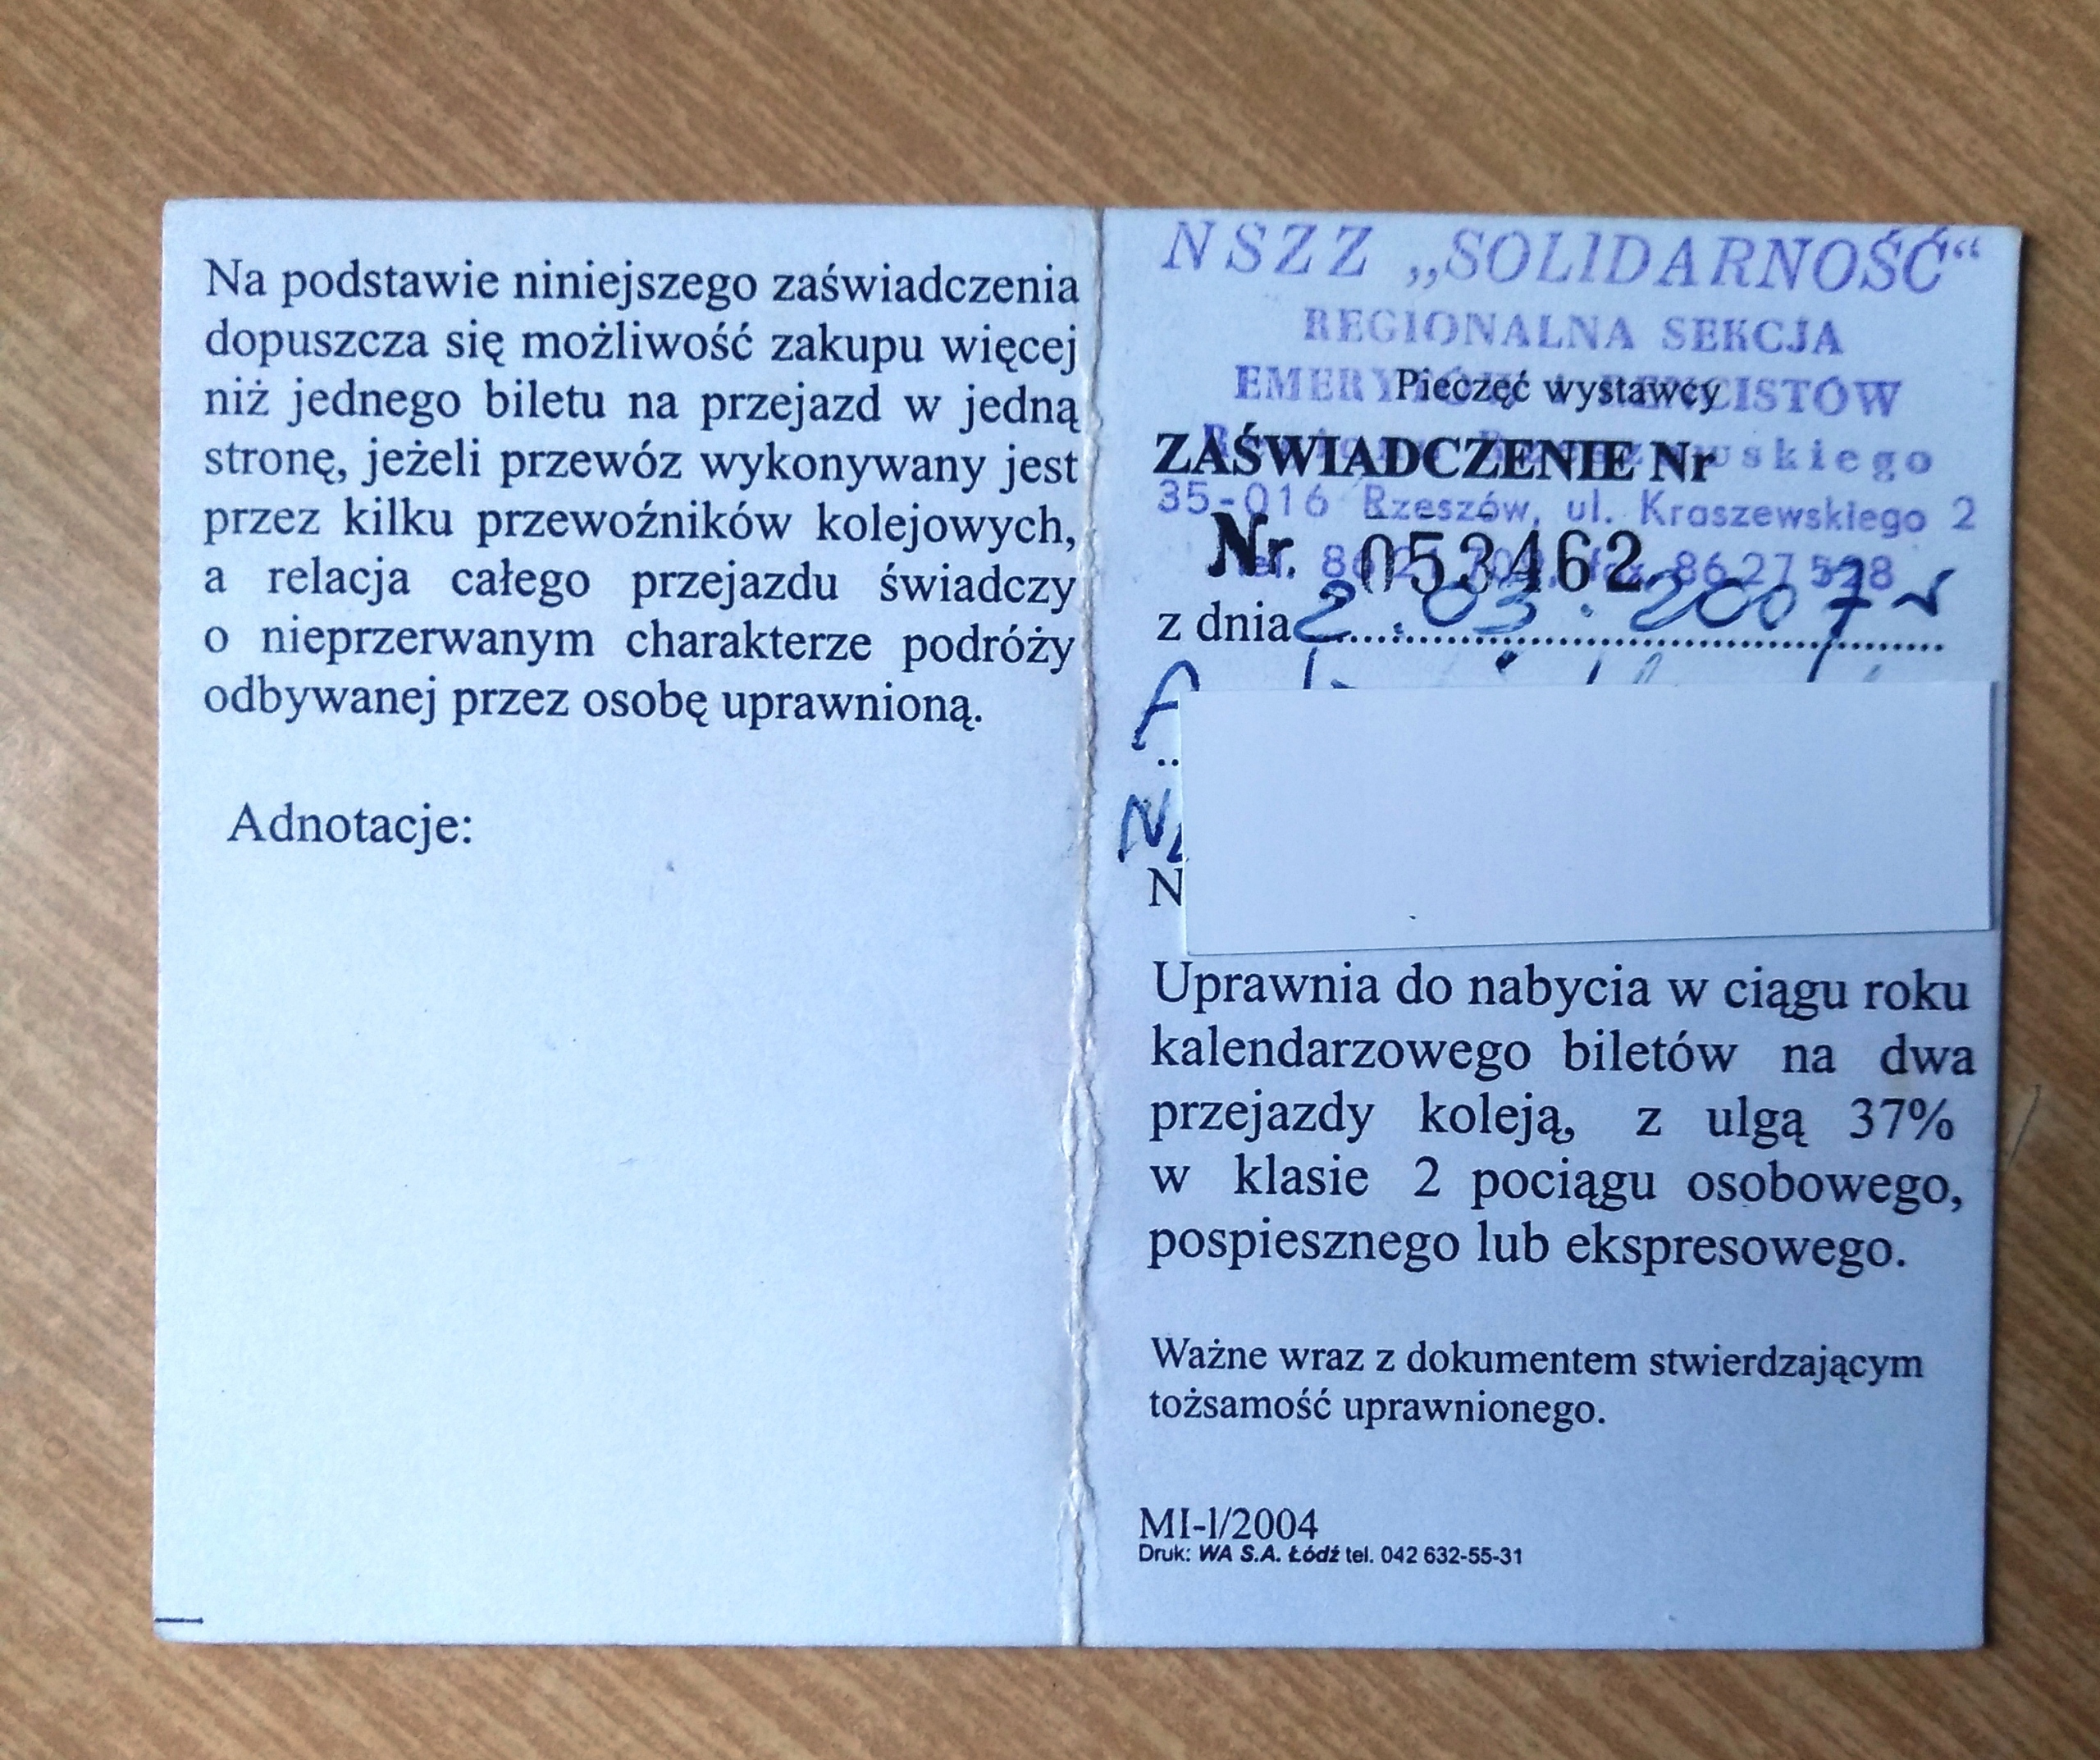 Na podstawie niniejszego zaświadczenia
dopuszcza się możliwość zakupu więcej
niż jednego biletu na przejazd w jedną
stronę, jeżeli przewóz wykonywany jest
przez kilku przewoźników kolejowych,
a relacja całego przejazdu świadczy
o nieprzerwanym charakterze podróży
odbywanej przez osobę uprawnioną.
Adnotacje:
NSZZ „SOLIDARNOŚĆ“
REGIONALNA SEKCJA
EMERYTÓW I RENCISTÓW
Pieczęć wystawcy
ZAŚWIADCZENIE Nr
35-016 Rzeszów, ul. Kraszewskiego 2
Nr. 053462
z dnia 2.03.2007 r
N
Uprawnia do nabycia w ciągu roku
kalendarzowego biletów na dwa
przejazdy koleją, z ulgą 37%
w klasie 2 pociągu osobowego,
pospiesznego lub ekspresowego.
Ważne wraz z dokumentem stwierdzającym
tożsamość uprawnionego.
MI-1/2004
Druk: WA S.A. Łódź tel. 042 632-55-31